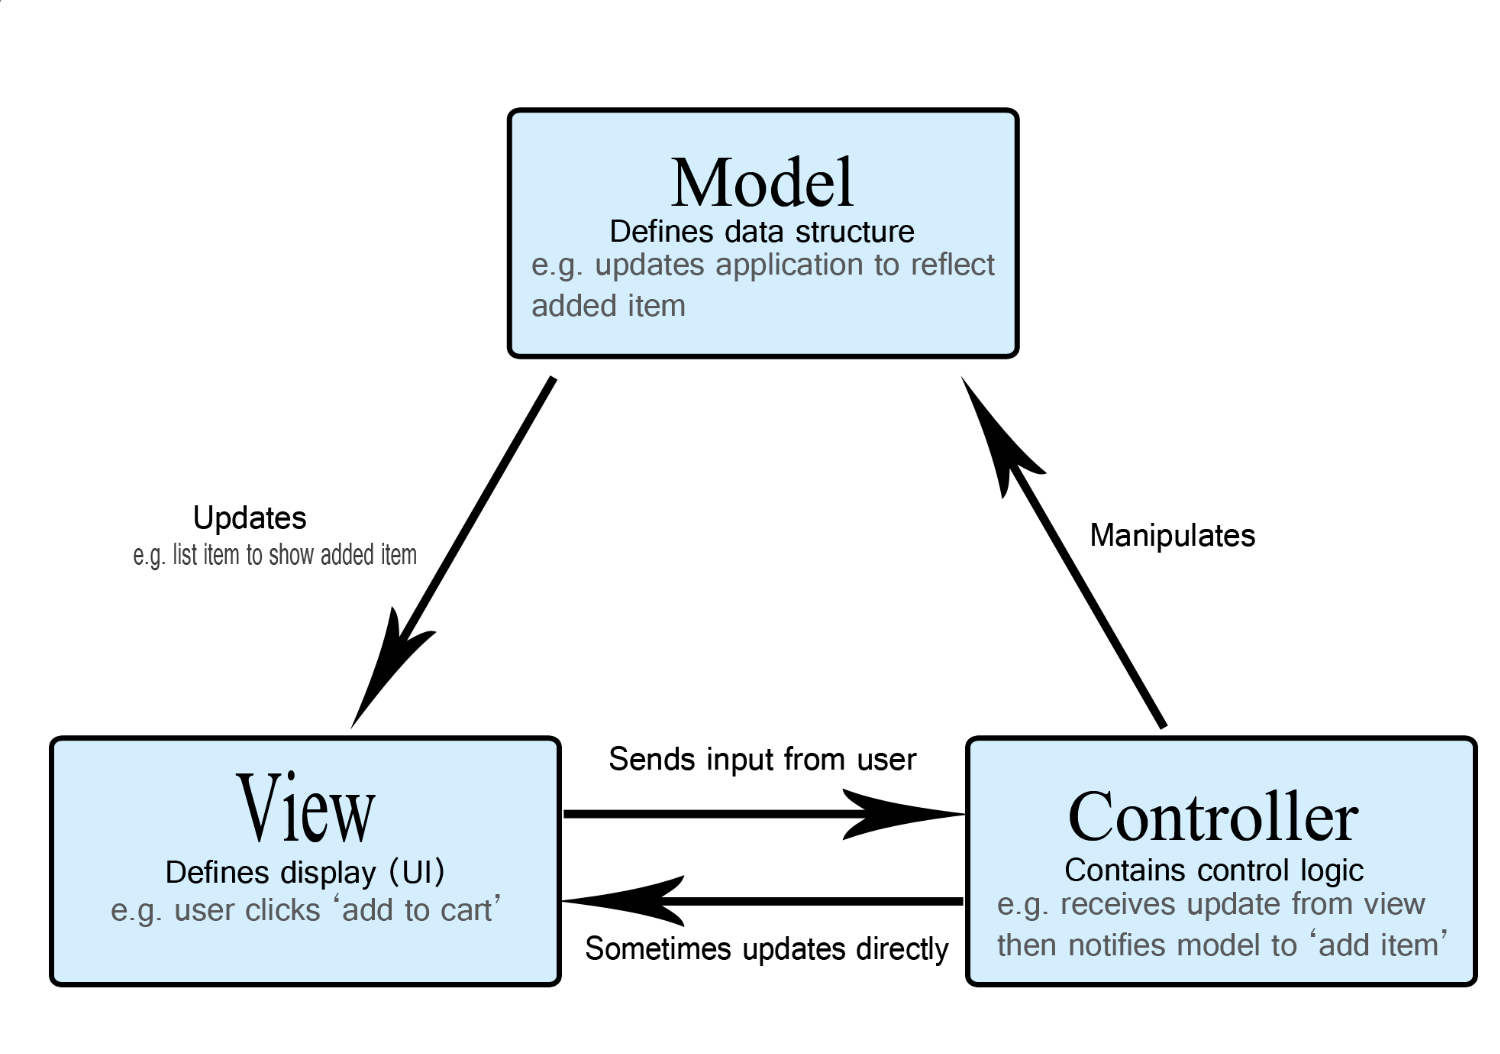 Model
Defines data structure
e.g. updates application to reflect
added item
Updates
e.g. list item to show added item
Manipulates
Sends input from user
View
Defines display (UI)
e.g. user clicks ‘add to cart’
Controller
Contains control logic
e.g. receives update from view
then notifies model to ‘add item’
Sometimes updates directly